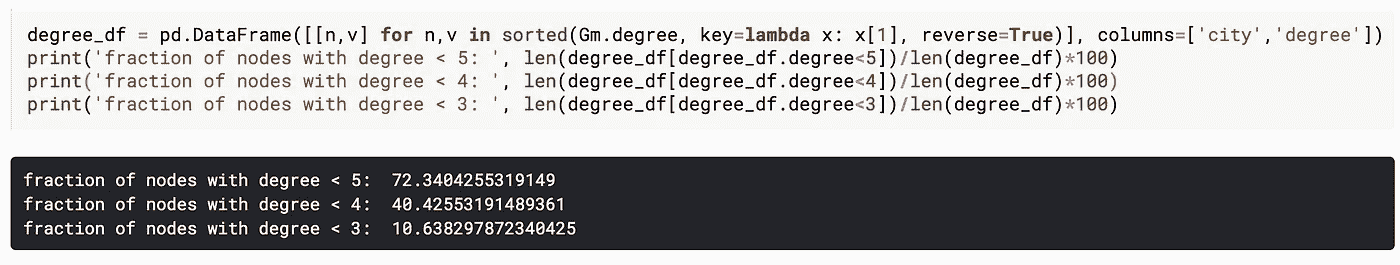 degree_df = pd.DataFrame([[n,v] for n,v in sorted(Gm.degree, key=lambda x: x[1], reverse=True)], columns=['city','degree'])
print('fraction of nodes with degree < 5: ', len(degree_df[degree_df.degree<5])/len(degree_df)*100)
print('fraction of nodes with degree < 4: ', len(degree_df[degree_df.degree<4])/len(degree_df)*100)
print('fraction of nodes with degree < 3: ', len(degree_df[degree_df.degree<3])/len(degree_df)*100)
fraction of nodes with degree < 5:  72.3404255319149
fraction of nodes with degree < 4:  40.42553191489361
fraction of nodes with degree < 3:  10.638297872340425